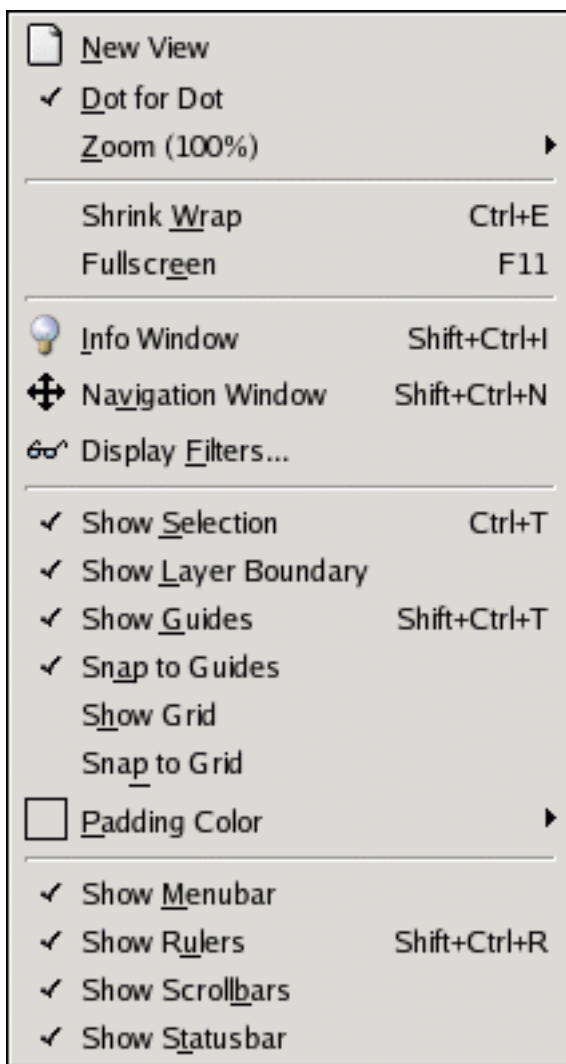 New View
Dot for Dot
Zoom (100%)
Shrink Wrap Ctrl+E
Fullscreen F11
Info Window Shift+Ctrl+I
Navigation Window Shift+Ctrl+N
Display Filters...
Show Selection Ctrl+T
Show Layer Boundary
Show Guides Shift+Ctrl+T
Snap to Guides
Show Grid
Snap to Grid
Padding Color
Show Menubar
Show Rulers Shift+Ctrl+R
Show Scrollbars
Show Statusbar